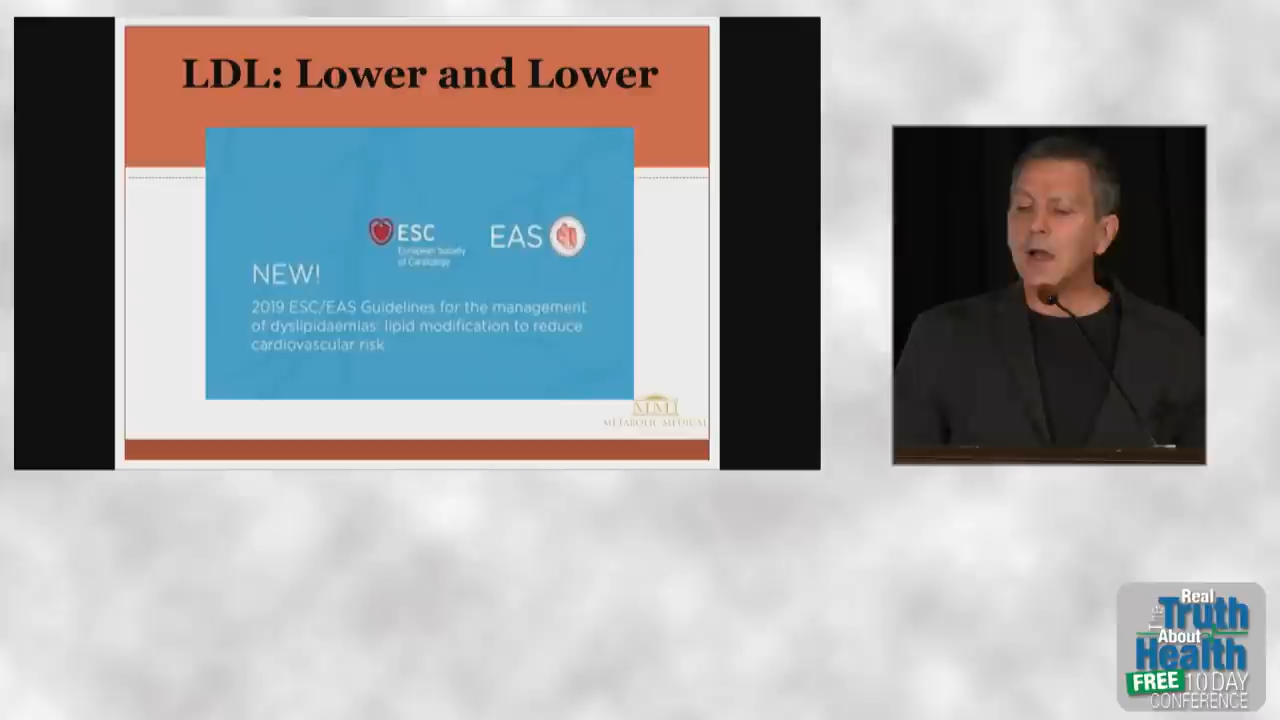 LDL: Lower and Lower
ESC
European Society
of Cardiology
EAS
NEW!
2019 ESC/EAS Guidelines for the management
of dyslipidaemias: lipid modification to reduce
cardiovascular risk
MMI
METABOLIC MEDICAL
The Real
Truth
About
Health
FREE 10 DAY
CONFERENCE